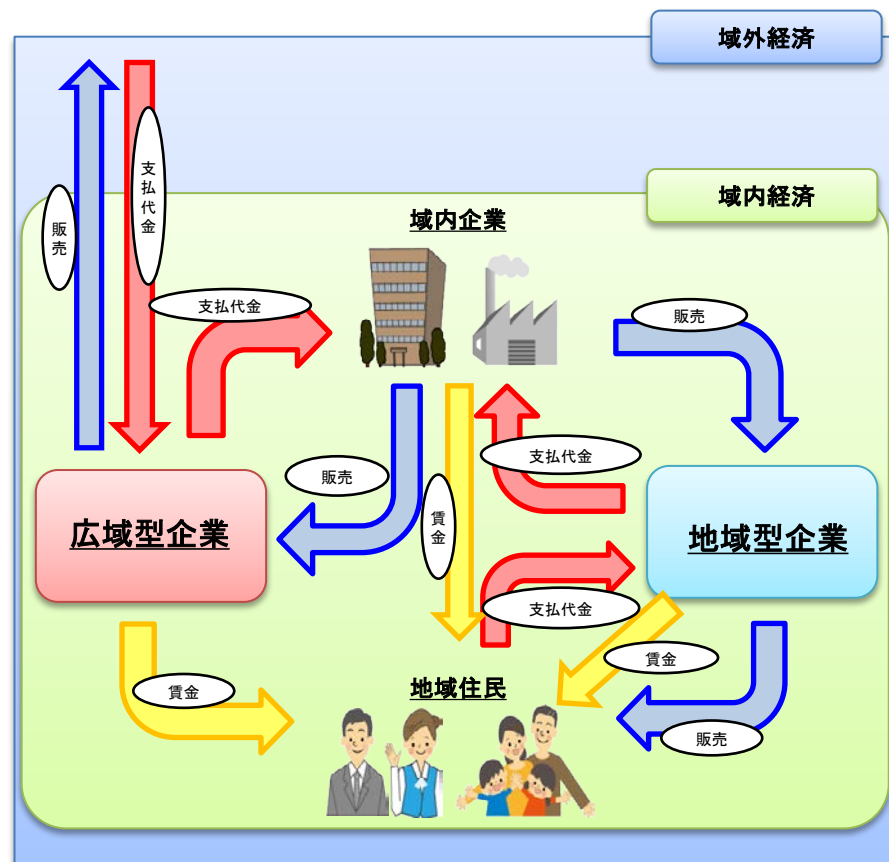 域外経済
域内経済
支払代金
販売
域内企業
支払代金
販売
支払代金
販売
賃金
広域型企業
地域型企業
支払代金
賃金
賃金
地域住民
販売